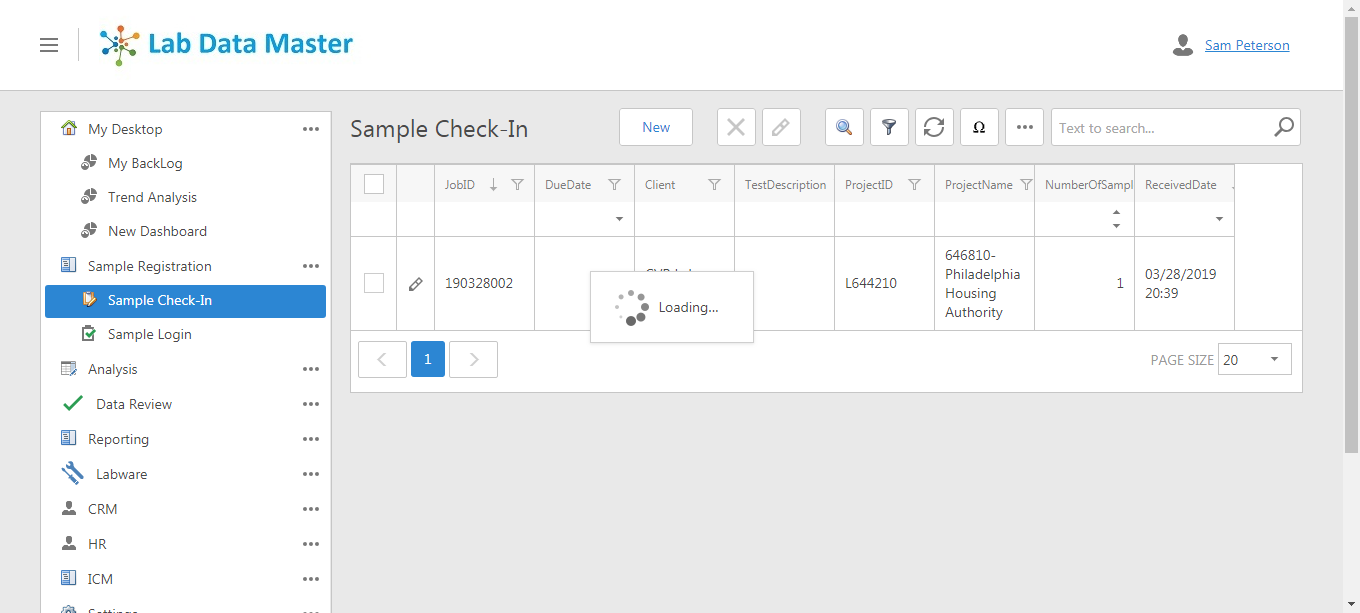 Lab Data Master
Sam Peterson
My Desktop
My BackLog
Trend Analysis
New Dashboard
Sample Registration
Sample Check-In
Sample Login
Analysis
Data Review
Reporting
Labware
CRM
HR
ICM
Sample Check-In
New
Ω
Text to search...
JobID
DueDate
Client
TestDescription
ProjectID
ProjectName
NumberOfSampl
ReceivedDate
190328002
L644210
646810-
Philadelphia
Housing
Authority
1
03/28/2019
20:39
Loading...
1
PAGE SIZE
20